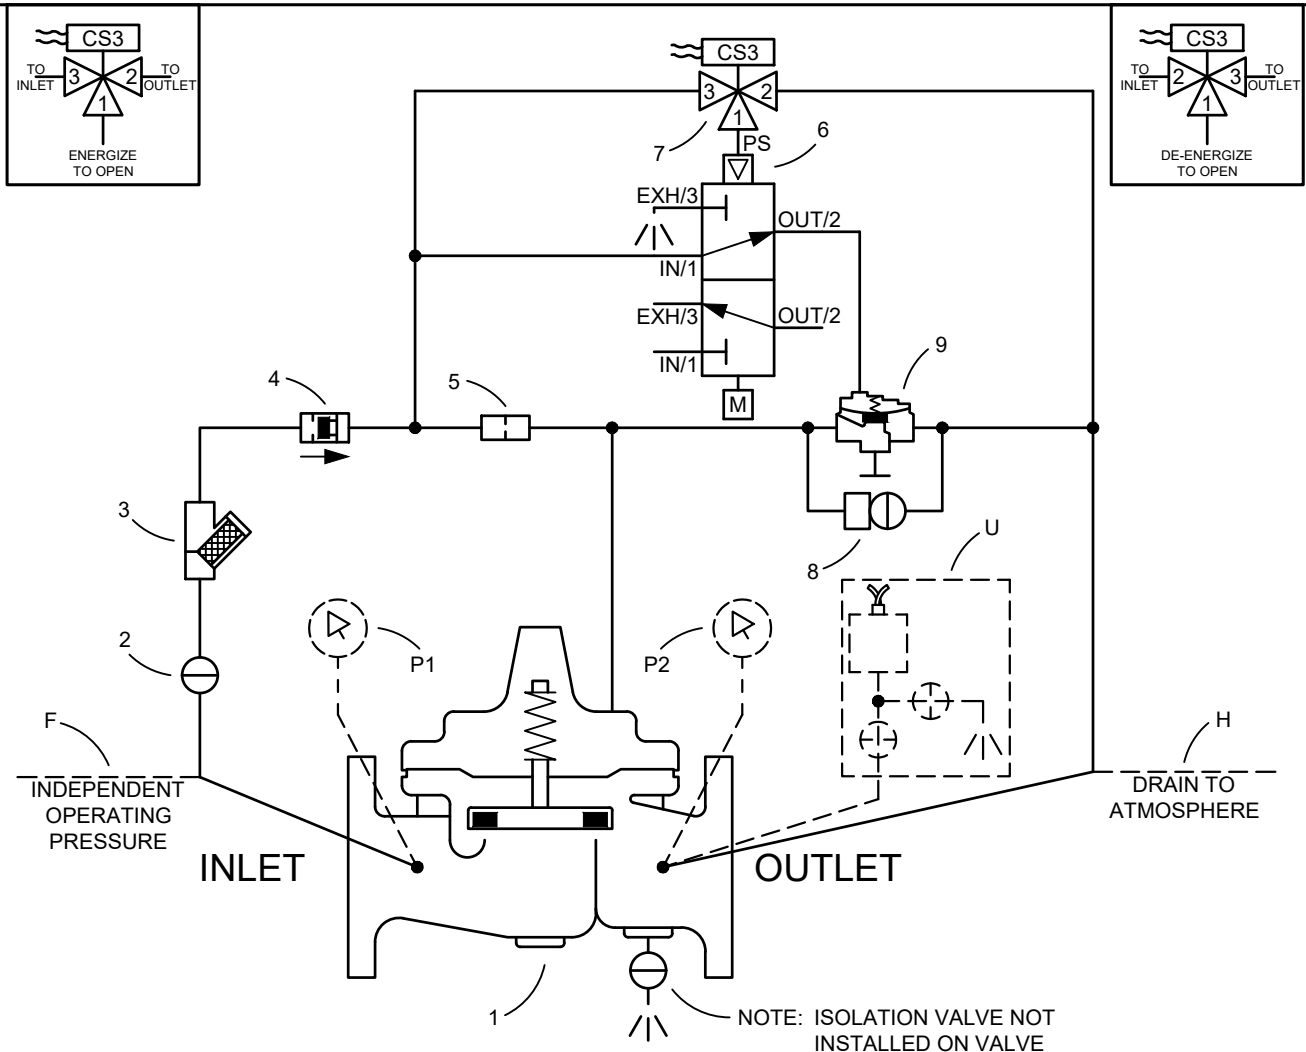 CS3
TO
INLET
3
2
TO
OUTLET
1
ENERGIZE
TO OPEN
CS3
3
2
1
7
PS
6
CS3
TO
INLET
2
3
TO
OUTLET
1
DE-ENERGIZE
TO OPEN
EXH/3
OUT/2
IN/1
EXH/3
OUT/2
IN/1
M
4
5
9
3
8
U
2
P1
P2
F
INDEPENDENT
OPERATING
PRESSURE
H
DRAIN TO
ATMOSPHERE
INLET
OUTLET
1
NOTE: ISOLATION VALVE NOT
INSTALLED ON VALVE